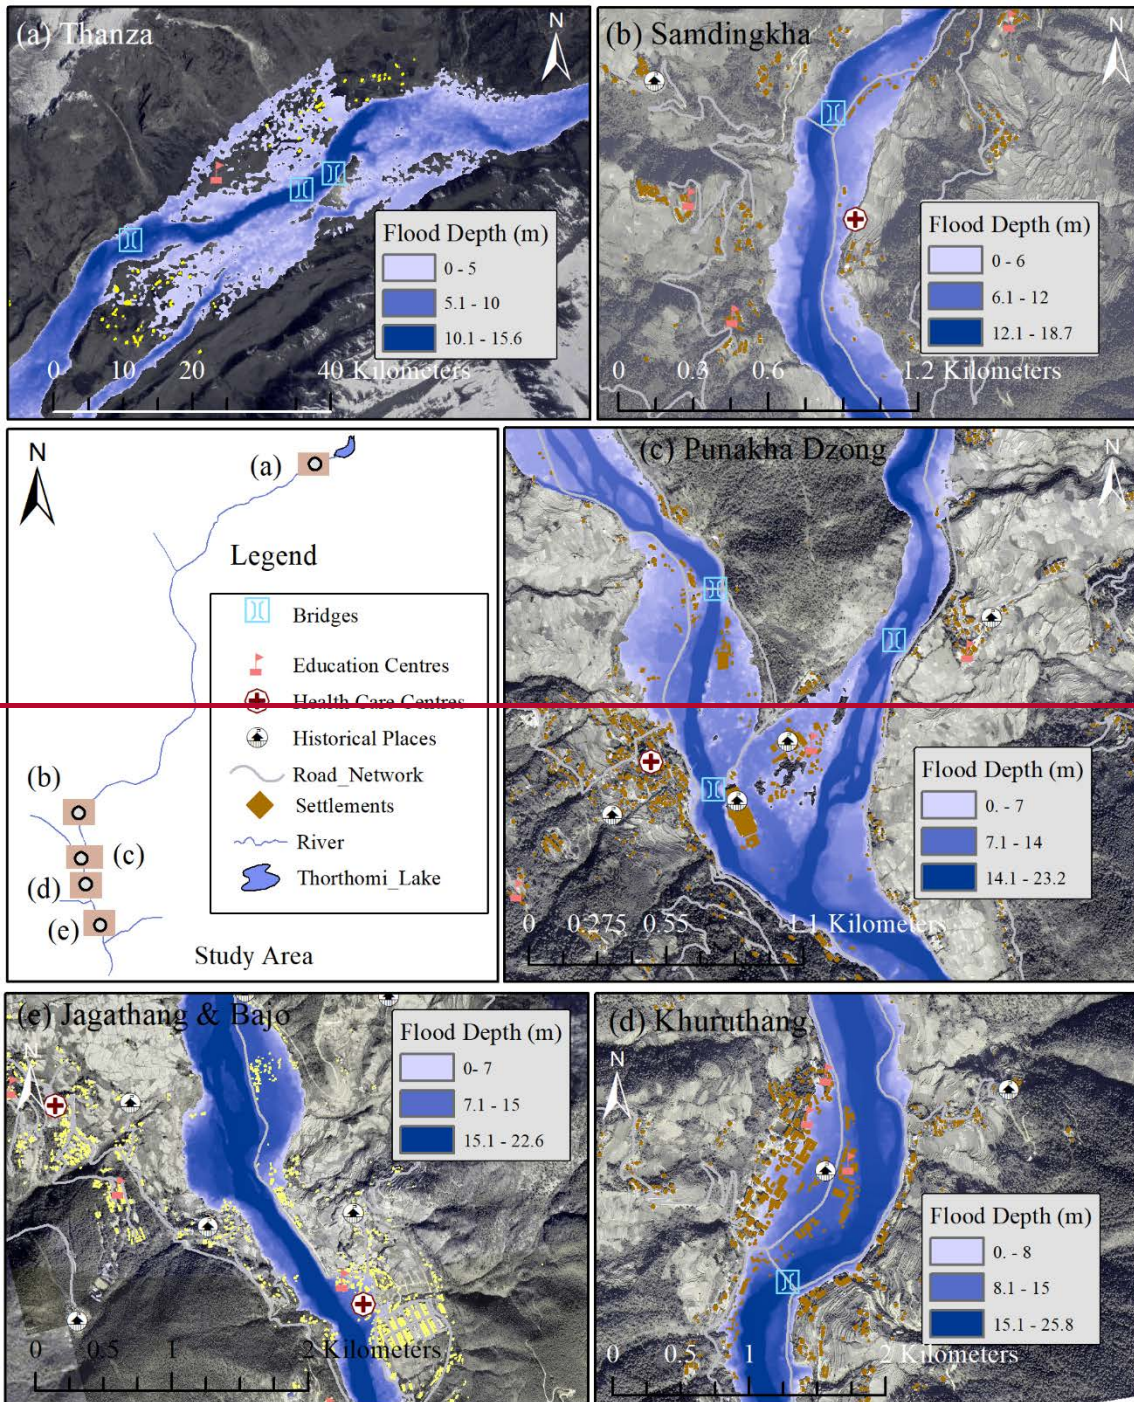 (a) Thanza
N
Flood Depth (m)
0 - 5
5.1 - 10
10.1 - 15.6
0 10 20 40 Kilometers
(b) Samdingkha
N
Flood Depth (m)
0 - 6
6.1 - 12
12.1 - 18.7
0 0.3 0.6 1.2 Kilometers
N
(a)
(b)
(c)
(d)
(e)
Legend
Bridges
Education Centres
Health Care Centres
Historical Places
Road_Network
Settlements
River
Thorthomi_Lake
Study Area
(c) Punakha Dzong
N
Flood Depth (m)
0. - 7
7.1 - 14
14.1 - 23.2
0 0.275 0.55 1.1 Kilometers
(e) Jagathang & Bajo
N
Flood Depth (m)
0- 7
7.1 - 15
15.1 - 22.6
0 0.5 1 2 Kilometers
(d) Khuruthang
N
Flood Depth (m)
0. - 8
8.1 - 15
15.1 - 25.8
0 0.5 1 2 Kilometers